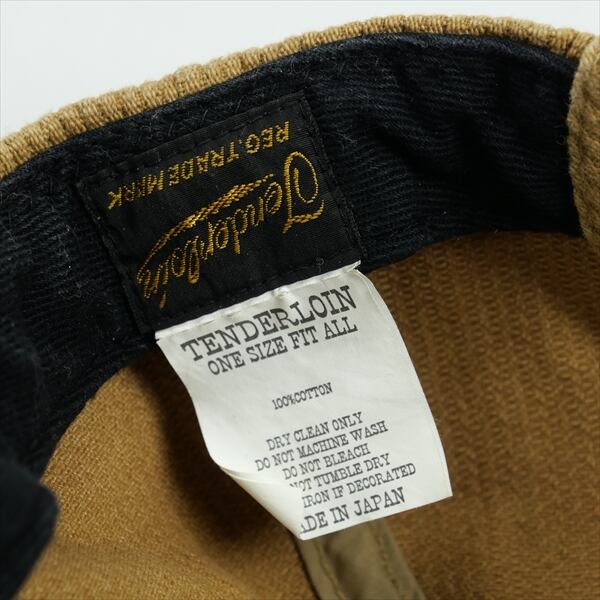 Tenderloin
REG. TRADE MARK
TENDERLOIN
ONE SIZE FIT ALL
100%COTTON
DRY CLEAN ONLY
DO NOT MACHINE WASH
DO NOT BLEACH
NOT TUMBLE DRY
IRON IF DECORATED
ADE IN JAPAN